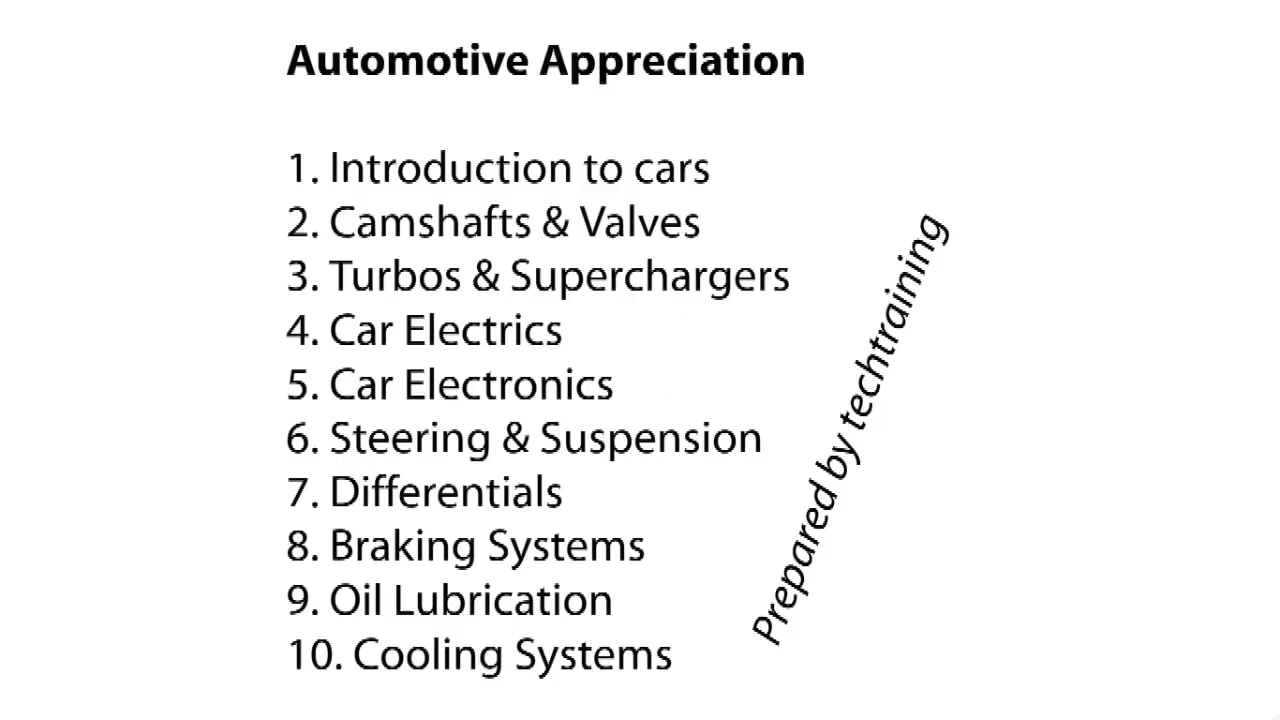 Automotive Appreciation
1. Introduction to cars
2. Camshafts & Valves
3. Turbos & Superchargers
4. Car Electrics
5. Car Electronics
6. Steering & Suspension
7. Differentials
8. Braking Systems
9. Oil Lubrication
10. Cooling Systems
Prepared by techtraining